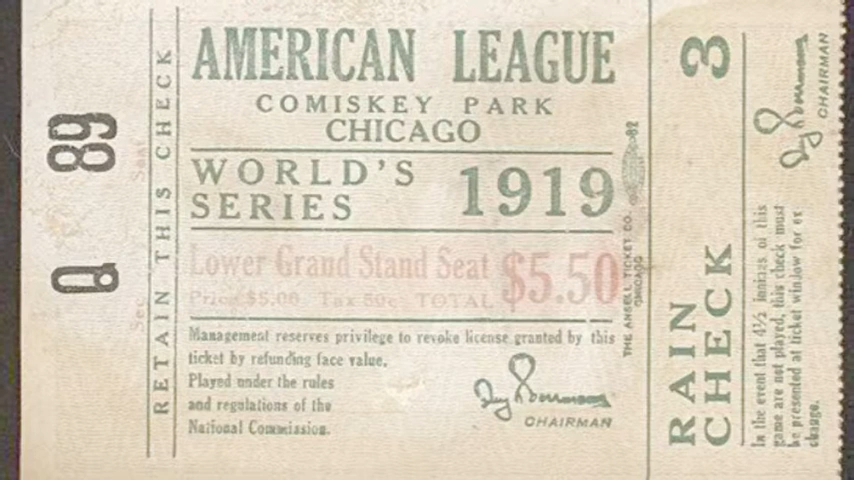 AMERICAN LEAGUE
COMISKEY PARK
CHICAGO
WORLD'S
SERIES
1919
Lower Grand Stand Seat
$5.50
Price $5.00 Tax 50c TOTAL
Management reserves privilege to revoke license granted by this
ticket by refunding face value.
Played under the rules
and regulations of the
National Commission.
CHAIRMAN
RETAIN THIS CHECK
Seat
89
Sec.
Q
THE ANSELL TICKET CO.
CHICAGO
82
RAIN
CHECK
3
In the event that 4½ innings of this
game are not played, this check must
be presented at ticket window for ex
change.
CHAIRMAN